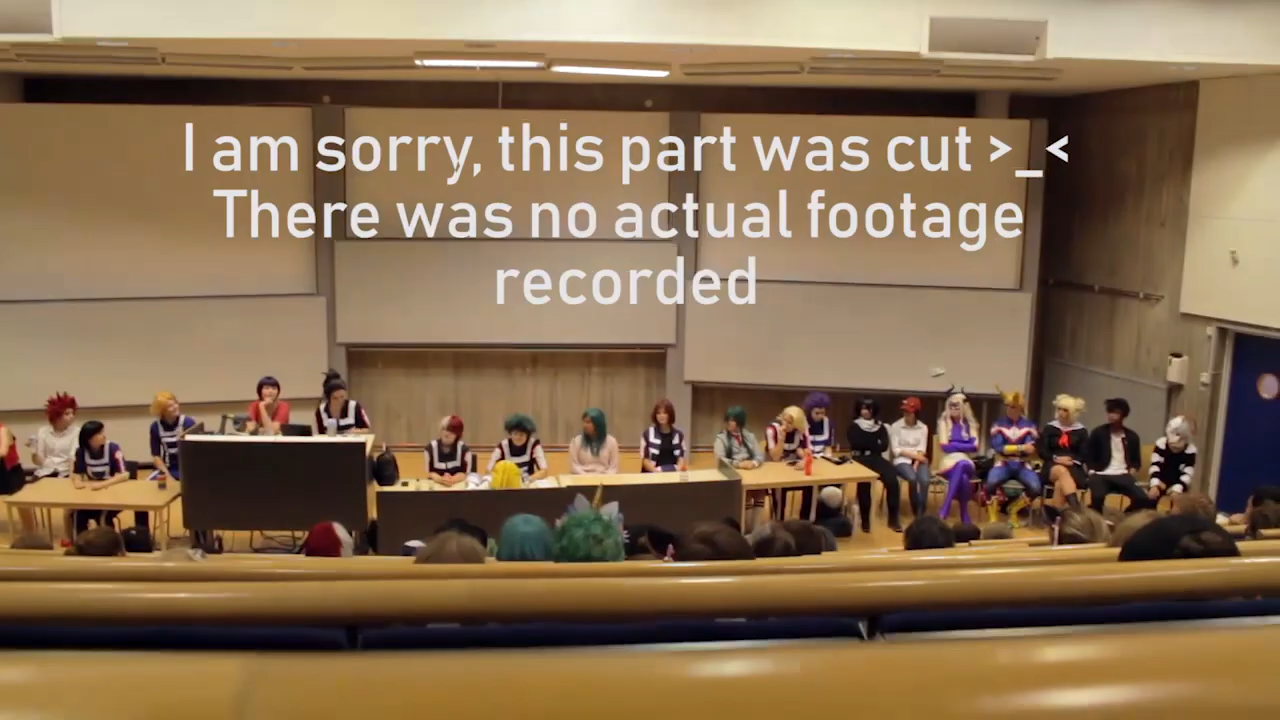 I am sorry, this part was cut >_<
There was no actual footage
recorded